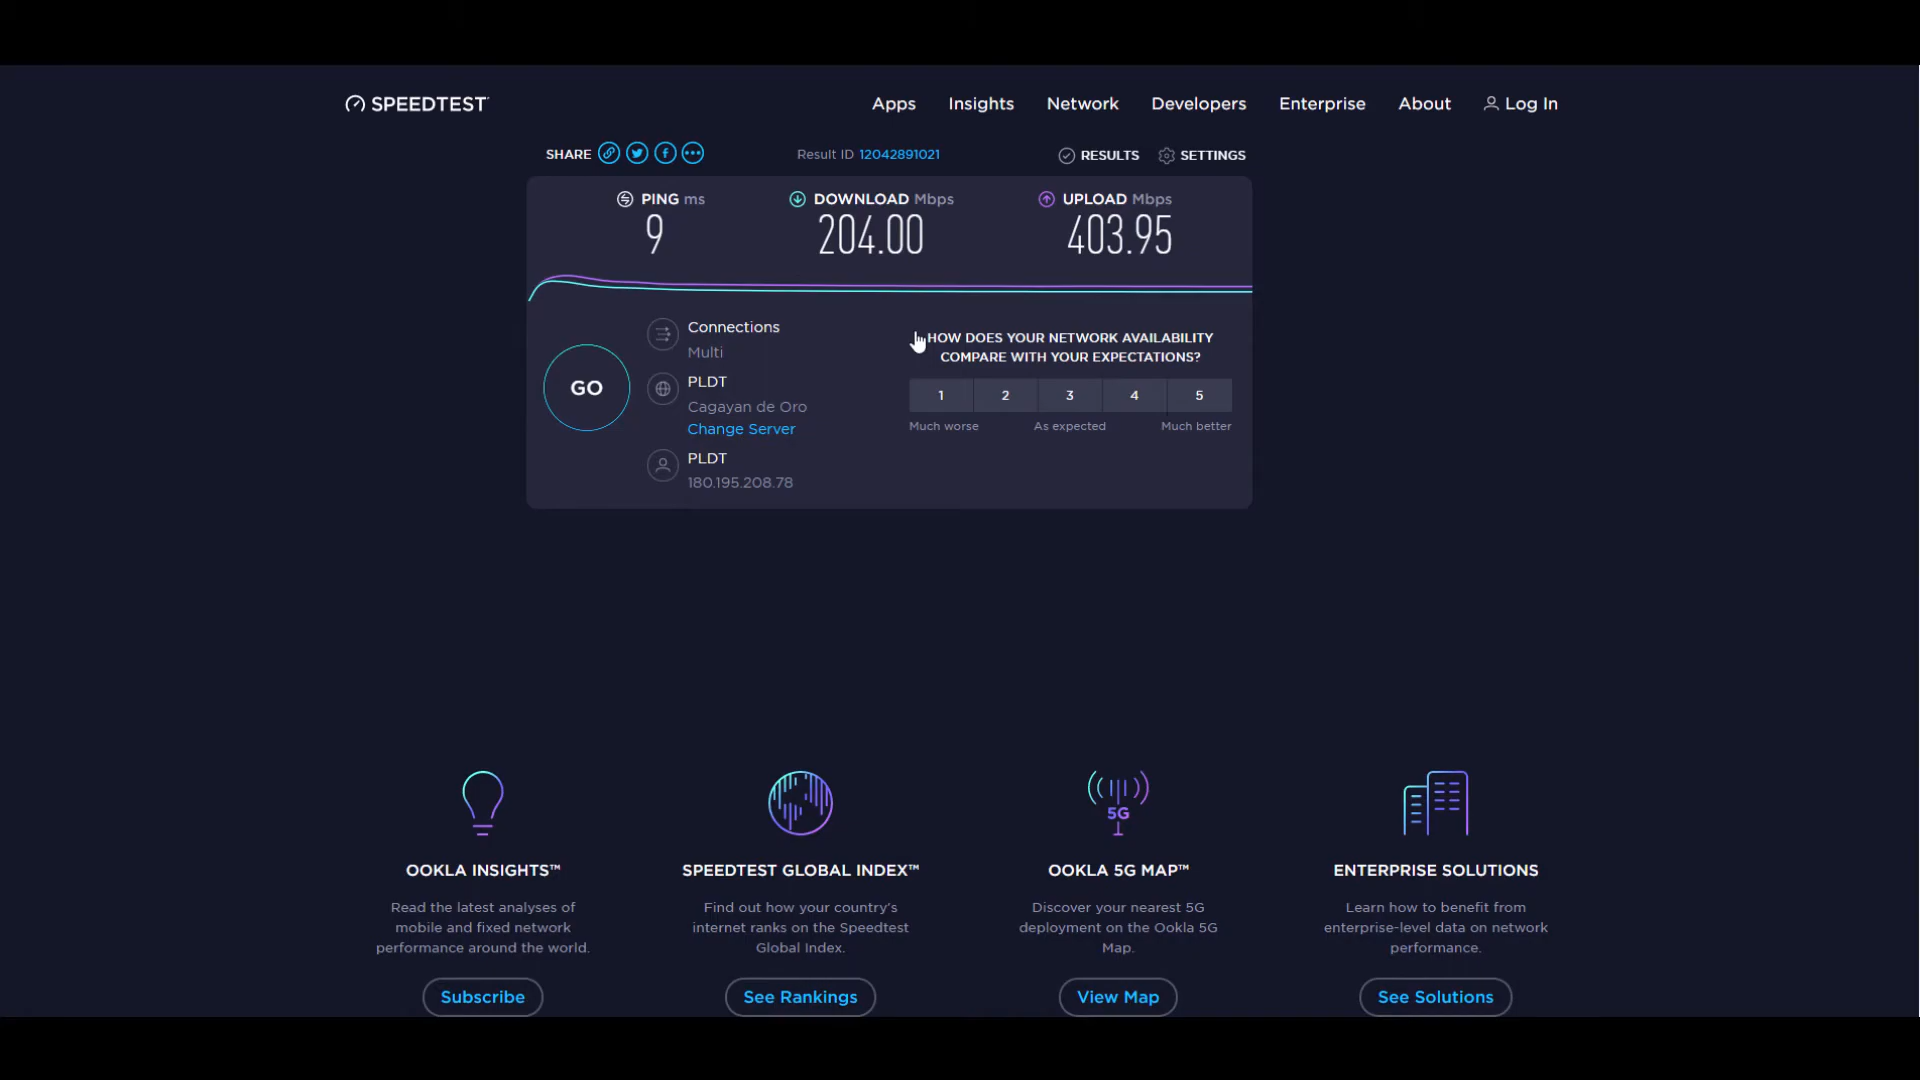 SPEEDTEST
Apps Insights Network Developers Enterprise About Log In
SHARE Result ID 12042891021 RESULTS SETTINGS
PING ms DOWNLOAD Mbps UPLOAD Mbps
9 204.00 403.95
GO
Connections
Multi
PLDT
Cagayan de Oro
Change Server
PLDT
180.195.208.78
HOW DOES YOUR NETWORK AVAILABILITY
COMPARE WITH YOUR EXPECTATIONS?
1 2 3 4 5
Much worse As expected Much better
5G
OOKLA INSIGHTS™
Read the latest analyses of
mobile and fixed network
performance around the world.
Subscribe
SPEEDTEST GLOBAL INDEX™
Find out how your country's
internet ranks on the Speedtest
Global Index.
See Rankings
OOKLA 5G MAP™
Discover your nearest 5G
deployment on the Ookla 5G
Map.
View Map
ENTERPRISE SOLUTIONS
Learn how to benefit from
enterprise-level data on network
performance.
See Solutions